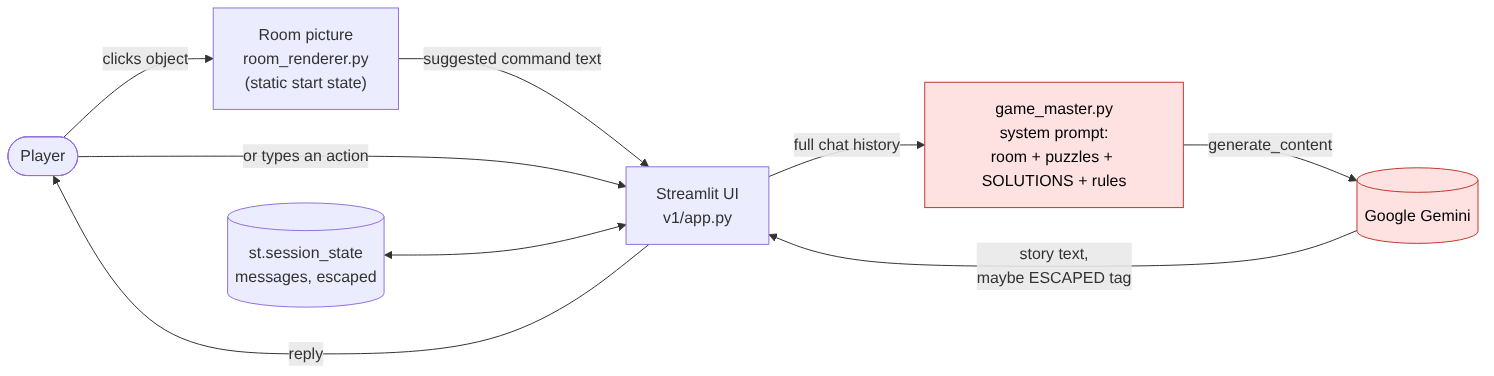 Room picture
room_renderer.py
(static start state)
clicks object
suggested command text
Player
or types an action
st.session_state
messages, escaped
Streamlit UI
v1/app.py
full chat history
game_master.py
system prompt:
room + puzzles +
SOLUTIONS + rules
generate_content
Google Gemini
story text,
maybe ESCAPED tag
reply